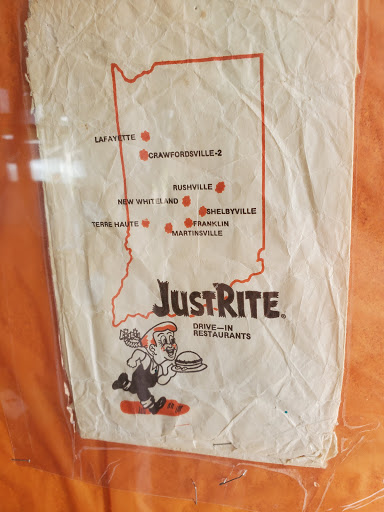 LAFAYETTE
CRAWFORDSVILLE-2
RUSHVILLE
NEW WHITELAND
SHELBYVILLE
TERRE HAUTE
FRANKLIN
MARTINSVILLE
JUSTRITE®
DRIVE-IN
RESTAURANTS